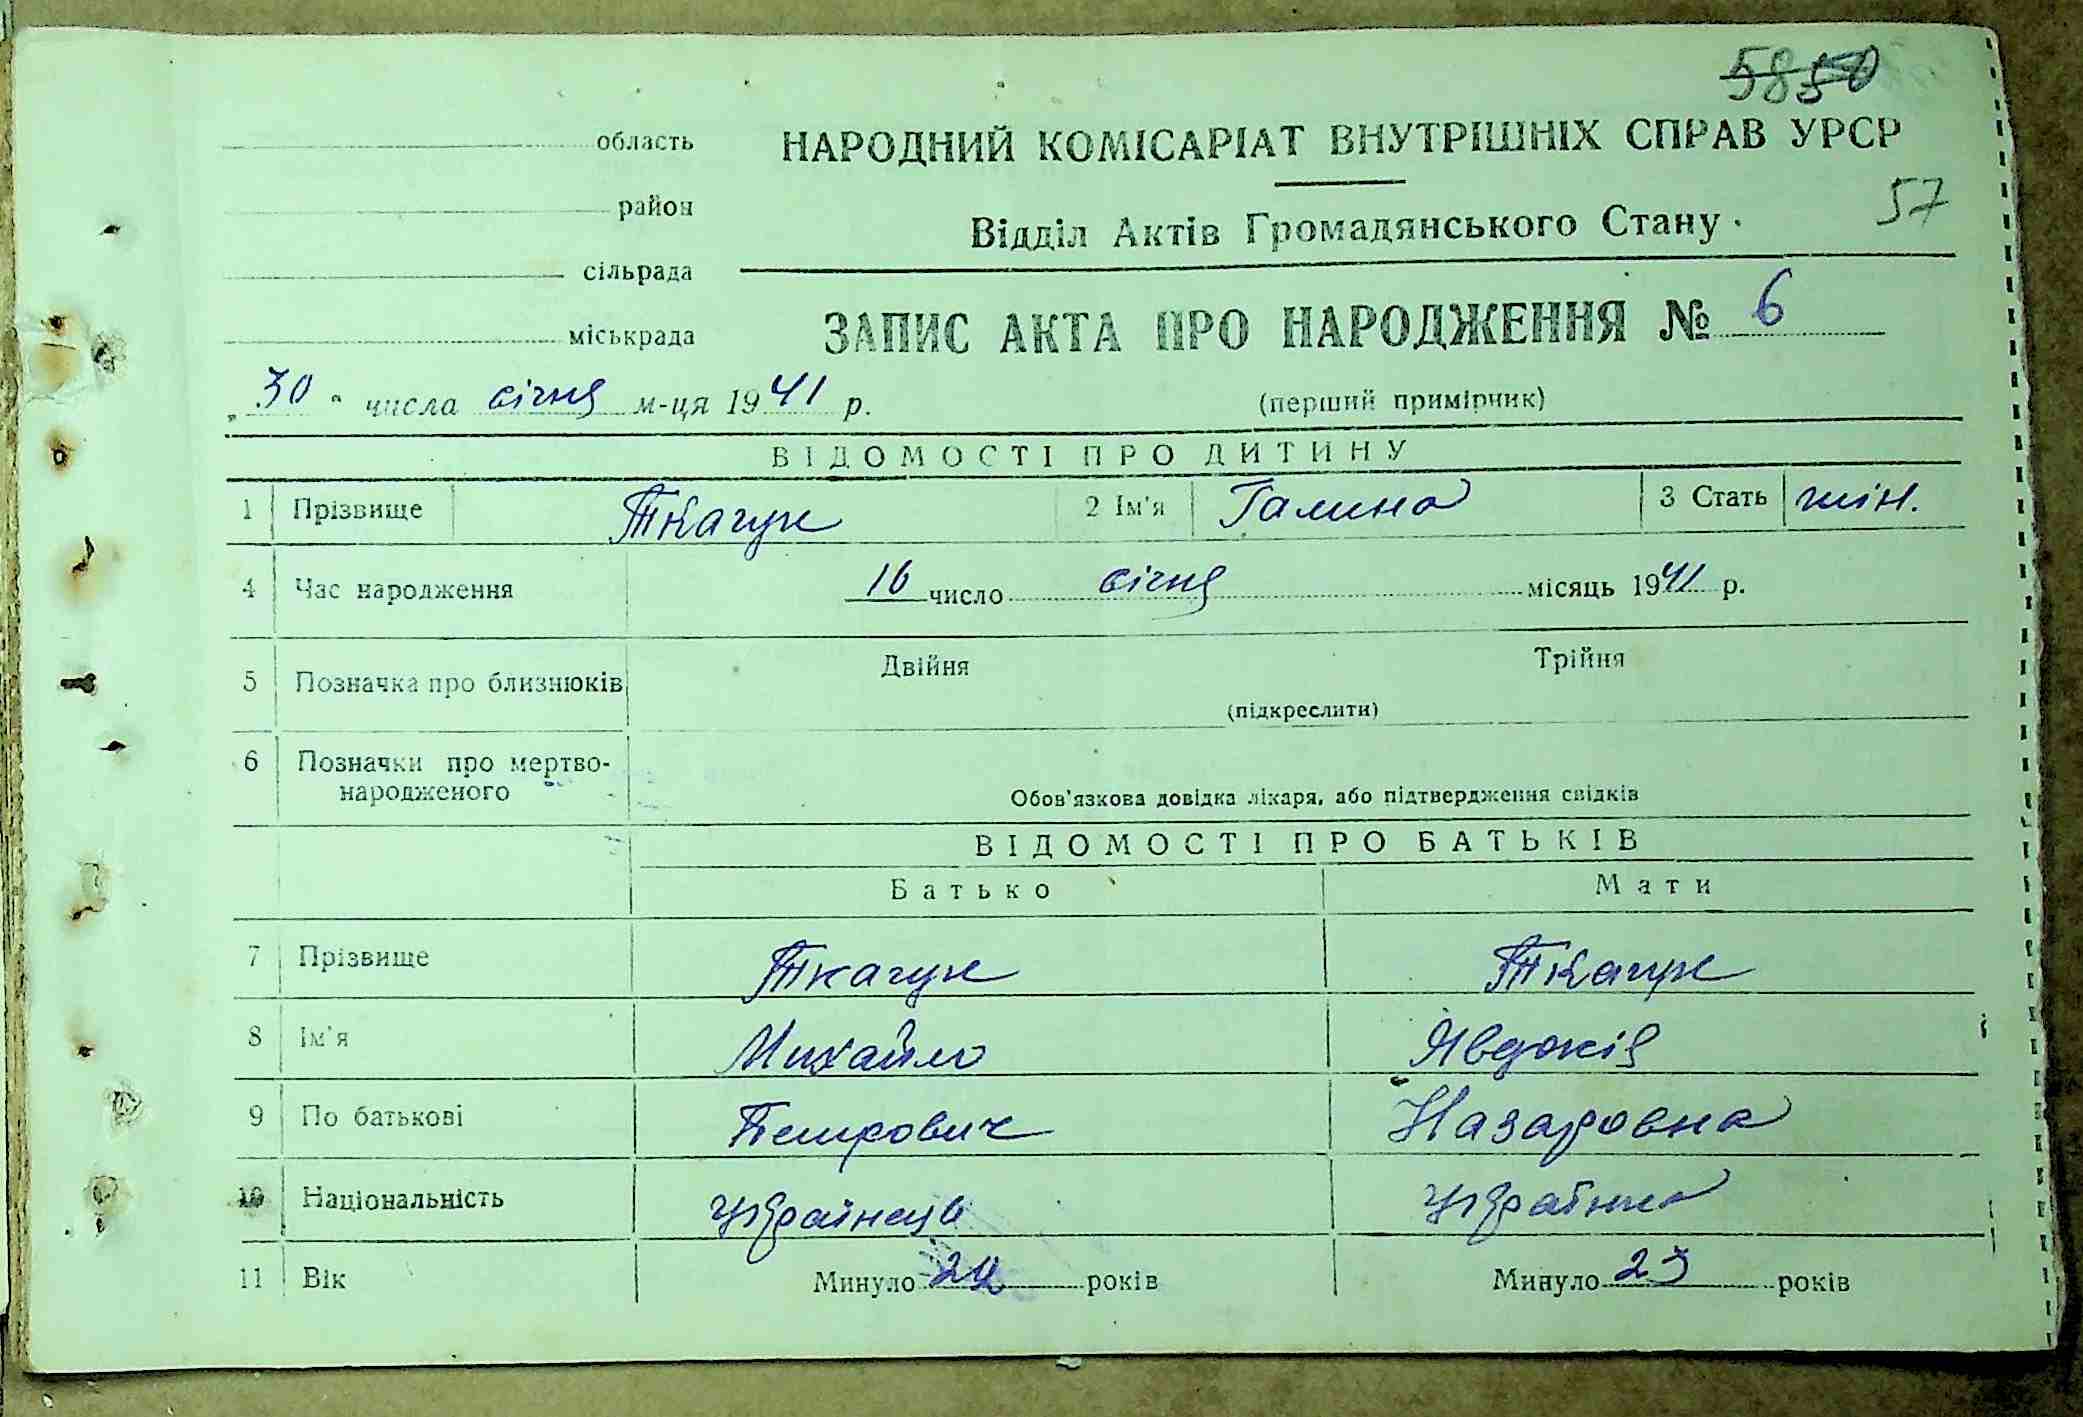 5850
область
НАРОДНИЙ КОМІСАРІАТ ВНУТРІШНІХ СПРАВ УРСР
район
57
Відділ Актів Громадянського Стану
сільрада
міськрада
ЗАПИС АКТА ПРО НАРОДЖЕННЯ № 6
„30“ числа січня м-ця 1941 р.
(перший примірник)
ВІДОМОСТІ ПРО ДИТИНУ
1 Прізвище Ткачук 2 Ім'я Галина 3 Стать жін.
4 Час народження 16 число січня місяць 1941 р.
5 Позначка про близнюків Двійня Трійня
(підкреслити)
6 Позначки про мертво-
народженого
Обов'язкова довідка лікаря, або підтвердження свідків
ВІДОМОСТІ ПРО БАТЬКІВ
Батько Мати
7 Прізвище Ткачук Ткачук
8 Ім'я Михайло Явдокія
9 По батькові Петрович Назаровна
10 Національність Українець Українка
11 Вік Минуло 24 років Минуло 23 років